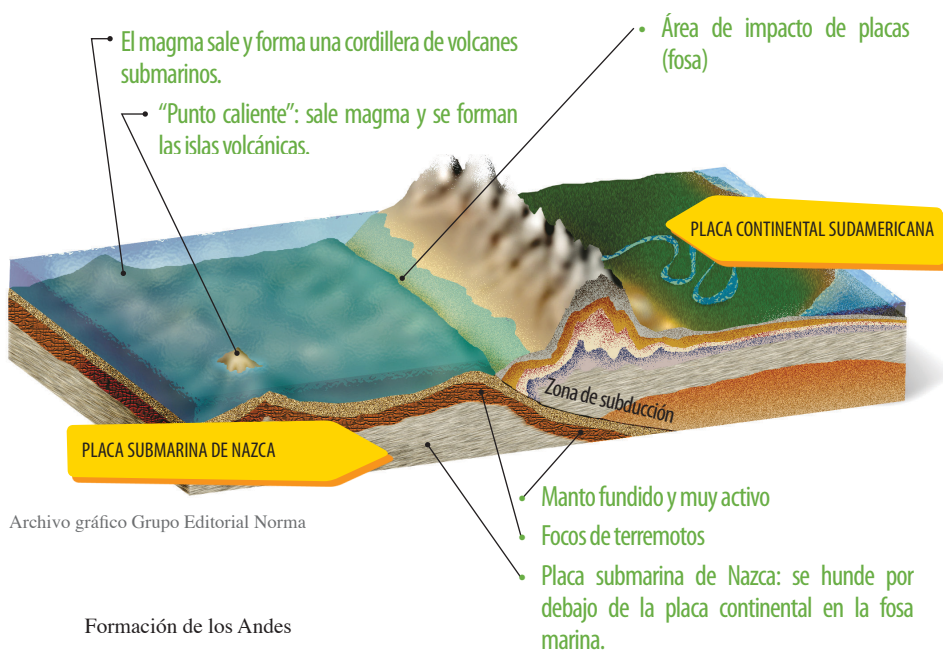 • El magma sale y forma una cordillera de volcanes
submarinos.
• "Punto caliente": sale magma y se forman
las islas volcánicas.
• Área de impacto de placas
(fosa)
PLACA CONTINENTAL SUDAMERICANA
Zona de subducción
PLACA SUBMARINA DE NAZCA
• Manto fundido y muy activo
• Focos de terremotos
• Placa submarina de Nazca: se hunde por
debajo de la placa continental en la fosa
marina.
Archivo gráfico Grupo Editorial Norma
Formación de los Andes